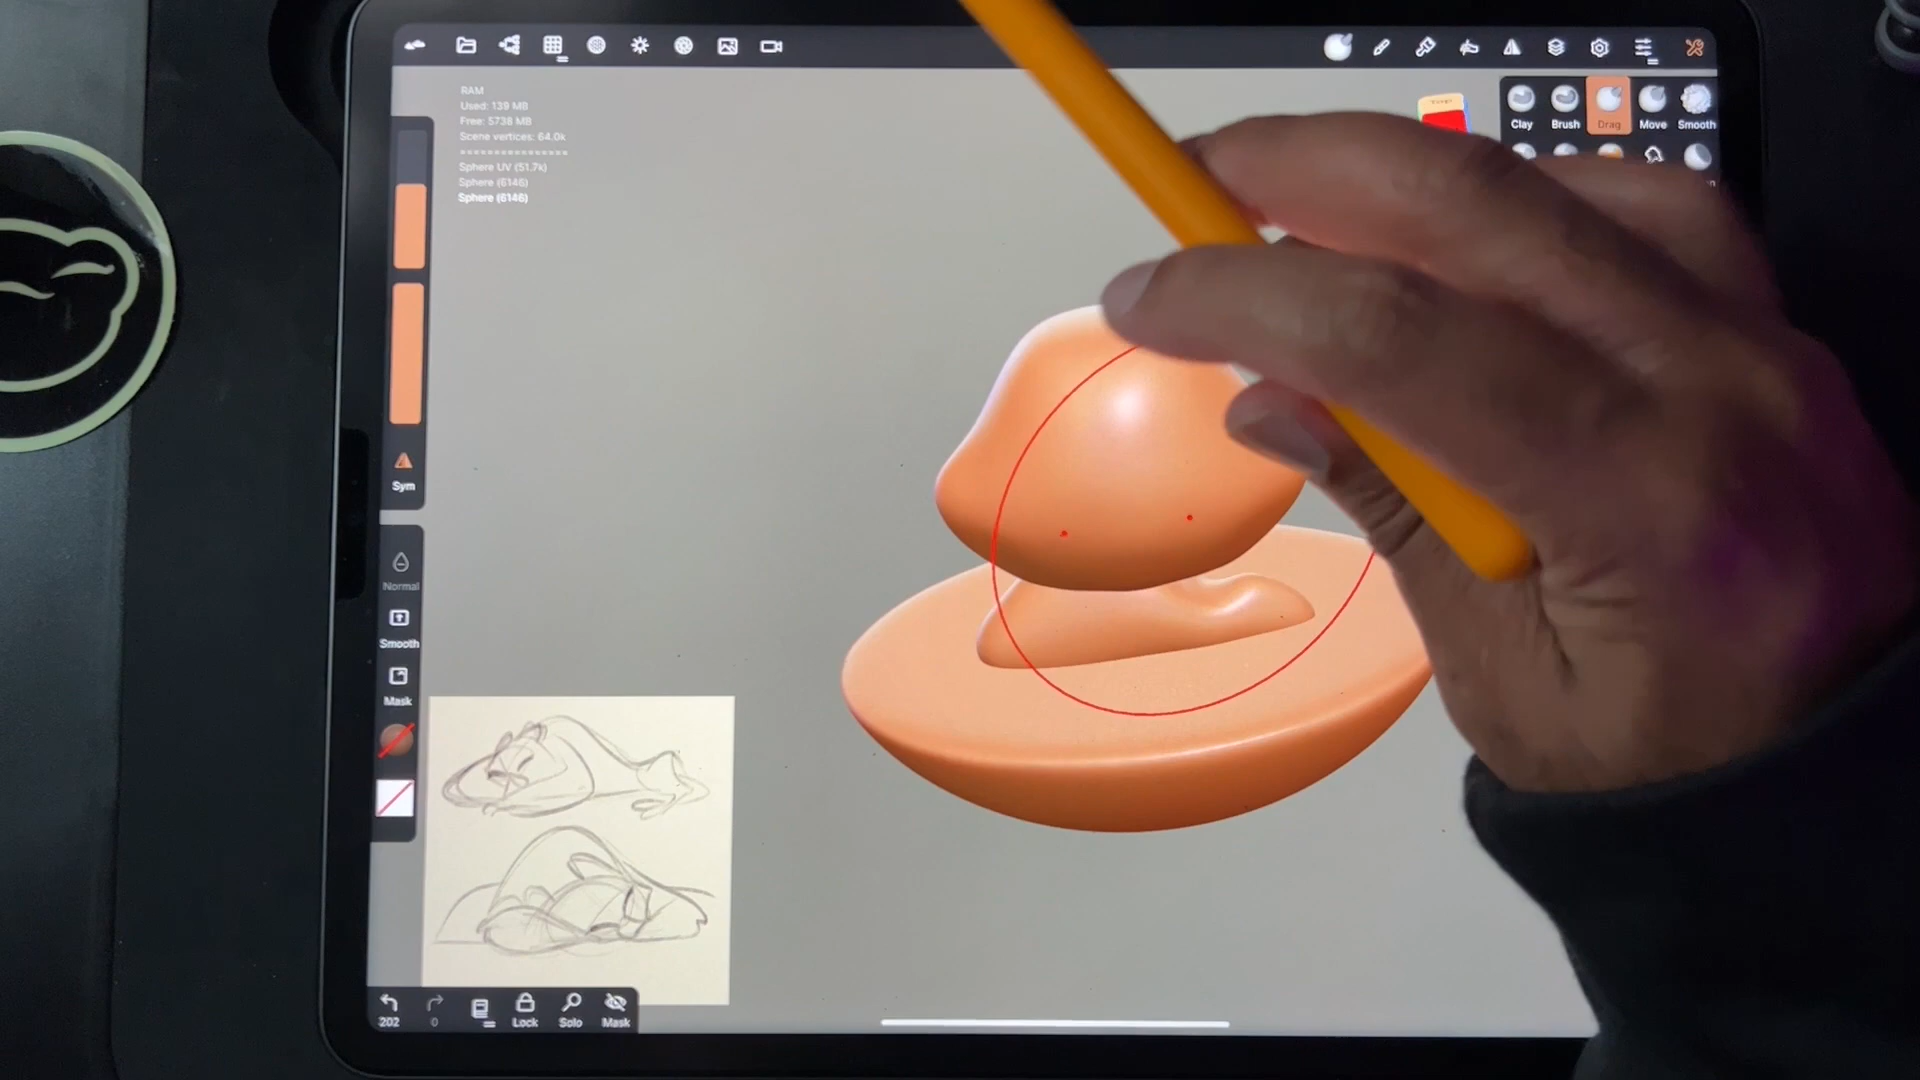 RAM
Used: 139 MB
Free: 5738 MB
Scene vertices: 64.0k
================
Sphere UV (51.7k)
Sphere (6146)
Sphere (6146)
Clay Brush Drag Move Smooth
Sym
Normal
Smooth
Mask
202 0 Lock Solo Mask